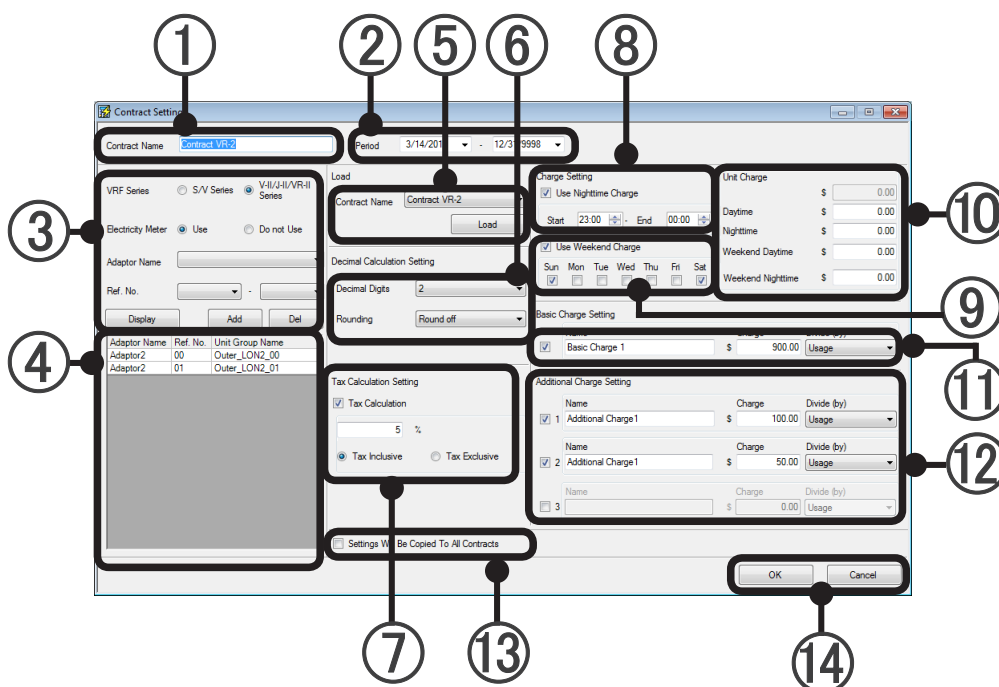 ① ② ⑤ ⑥ ⑧
Contract Settin
Contract Name Contract VR-2
Period 3/14/201 - 12/31/9998
③
VRF Series S/V Series V-II/J-II/VR-II Series
Electricity Meter Use Do not Use
Adaptor Name
Ref. No. -
Display Add Del
④
Adaptor Name Ref. No. Unit Group Name
Adaptor2 00 Outer_LON2_00
Adaptor2 01 Outer_LON2_01
Load
Contract Name Contract VR-2
Load
Decimal Calculation Setting
Decimal Digits 2
Rounding Round off
Tax Calculation Setting
Tax Calculation
5 %
Tax Inclusive Tax Exclusive
Settings W Be Copied To All Contracts
Charge Setting
Use Nighttime Charge
Start 23:00 - End 00:00
Use Weekend Charge
Sun Mon Tue Wed Thu Fri Sat
Unit Charge
$ 0.00
Daytime $ 0.00
Nighttime $ 0.00
Weekend Daytime $ 0.00
Weekend Nighttime $ 0.00
⑩
⑨
Basic Charge Setting
Name Charge Divide (by)
Basic Charge 1 $ 900.00 Usage
⑪
Additional Charge Setting
Name Charge Divide (by)
1 Additional Charge1 $ 100.00 Usage
Name Charge Divide (by)
2 Additional Charge1 $ 50.00 Usage
⑫
Name Charge Divide (by)
3 $ 0.00 Usage
OK Cancel
⑦ ⑬ ⑭